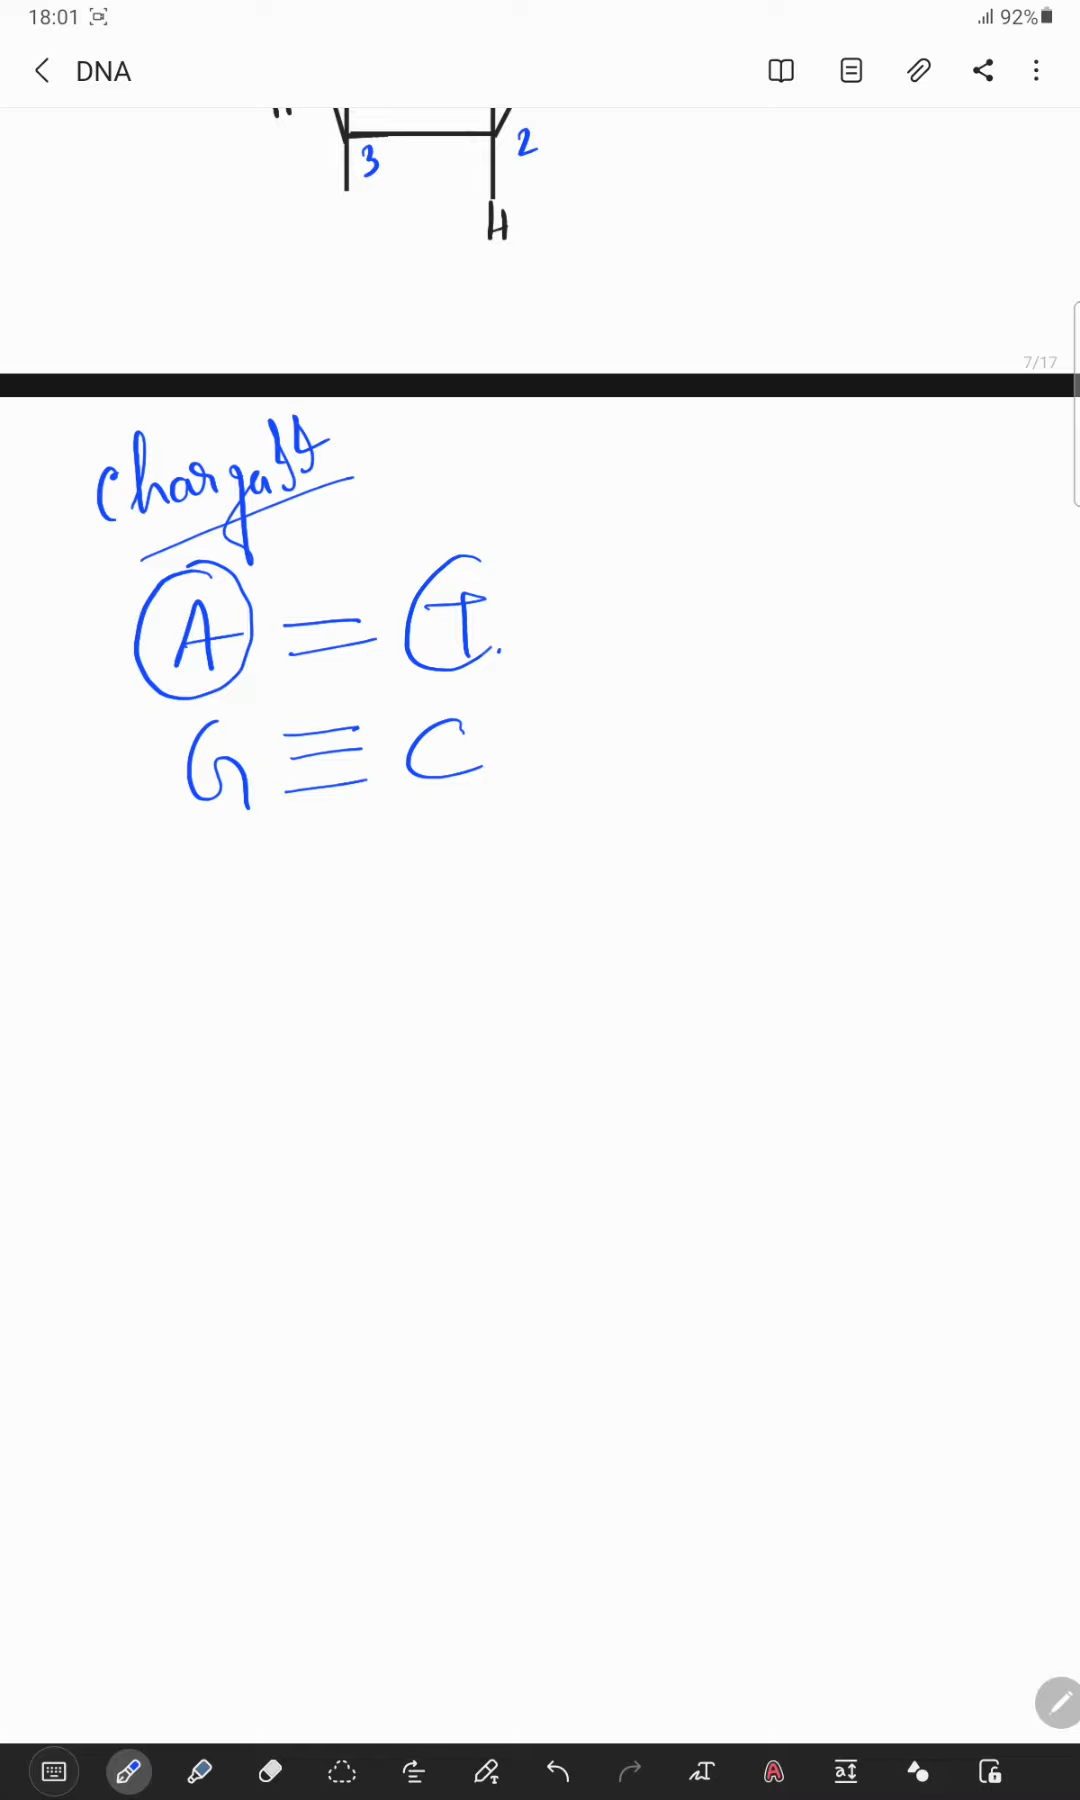 18:01 92%
DNA
3 2
H
7/17
Chargaff
A = T.
G ≡ C